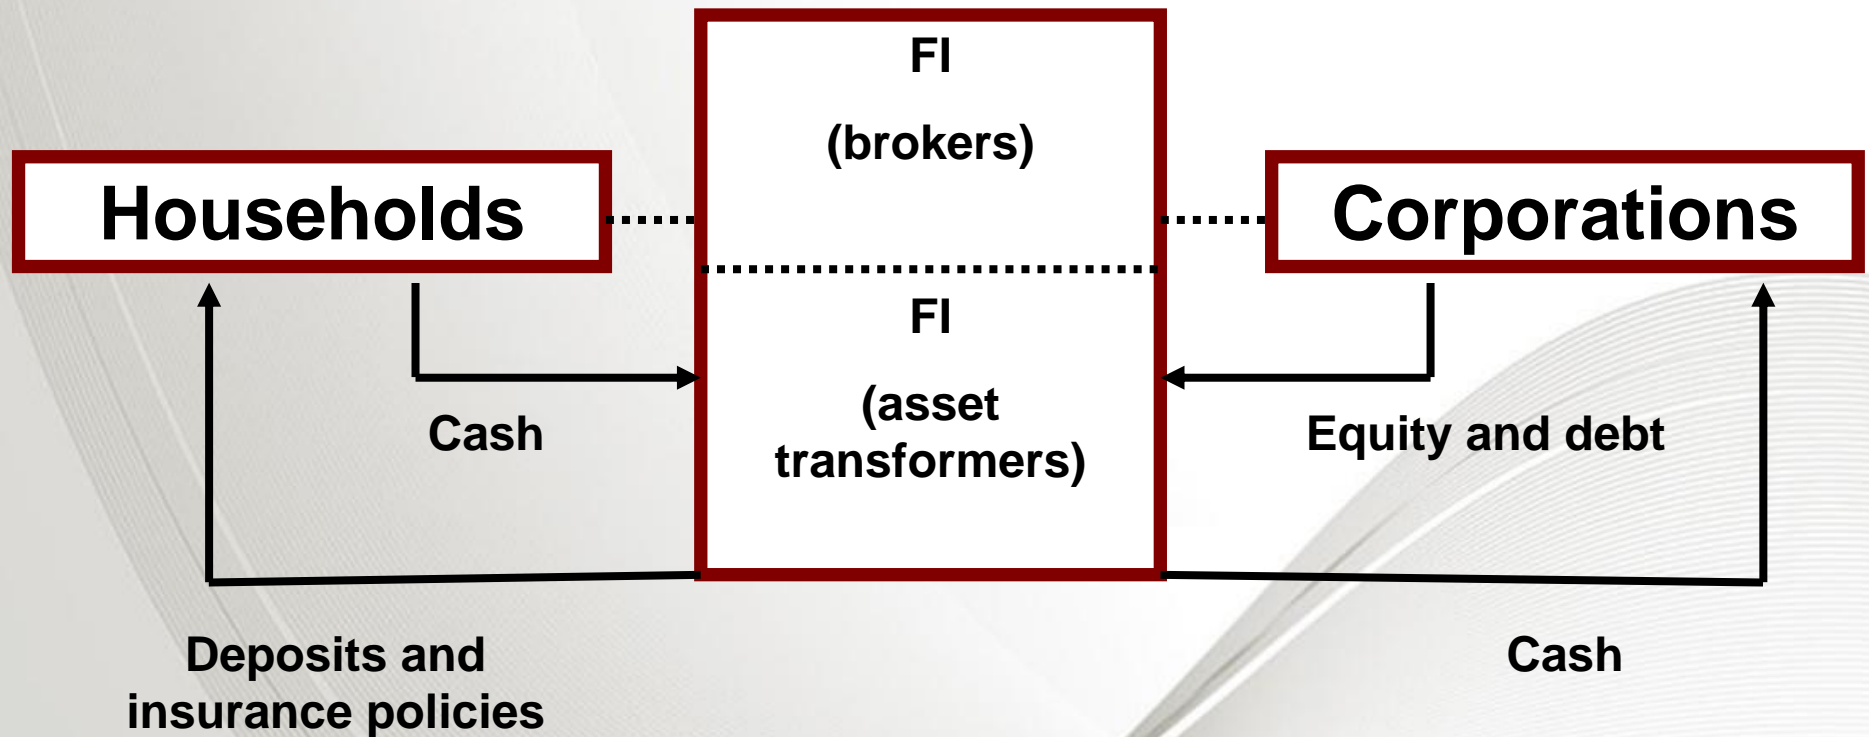 FI
(brokers)
Households
Corporations
FI
(asset
transformers)
Cash
Equity and debt
Deposits and
insurance policies
Cash